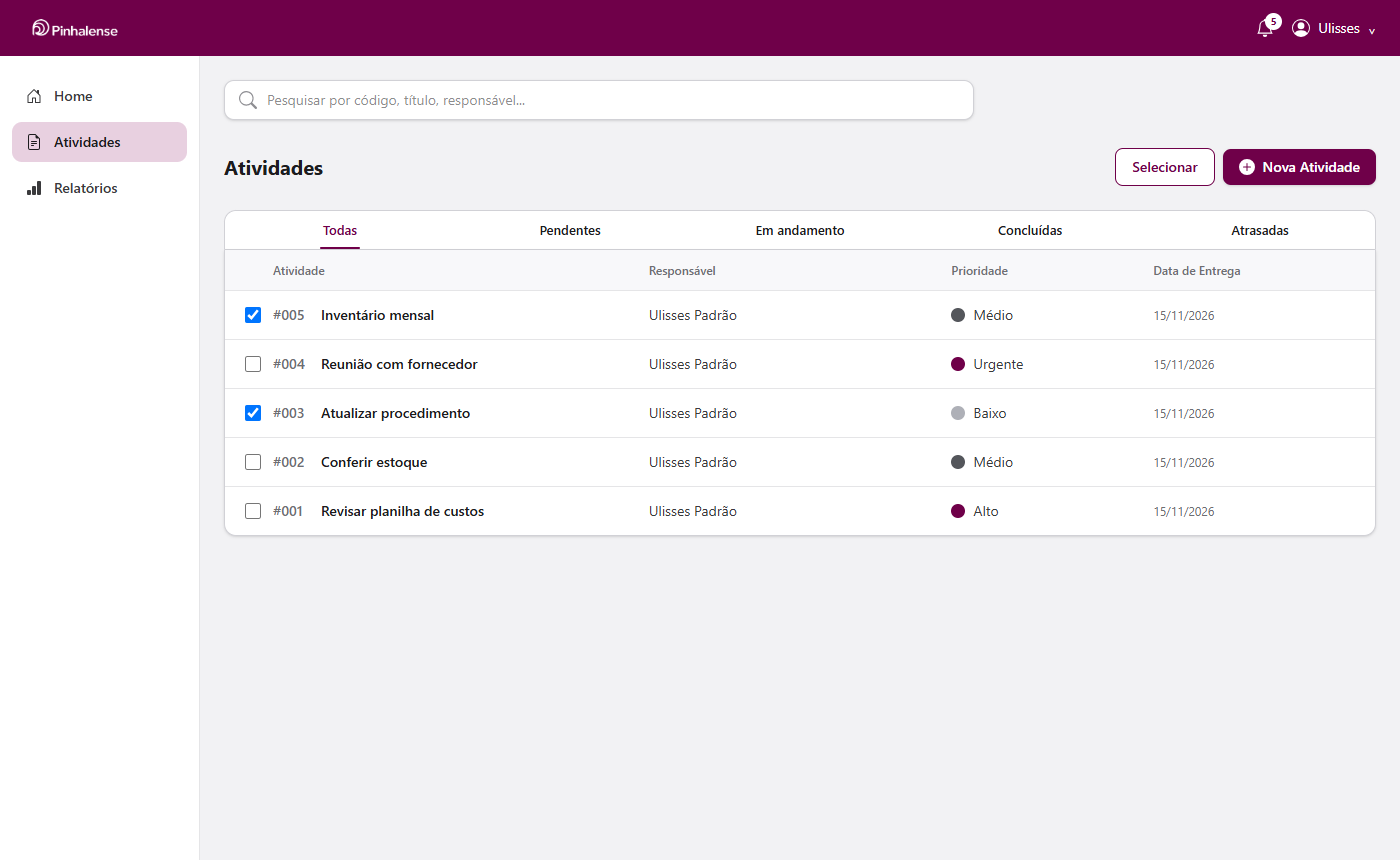 Pinhalense
5
Ulisses
Home
Atividades
Relatórios
Pesquisar por código, título, responsável...
Atividades
Selecionar
Nova Atividade
Todas Pendentes Em andamento Concluídas Atrasadas
Atividade Responsável Prioridade Data de Entrega
#005 Inventário mensal Ulisses Padrão Médio 15/11/2026
#004 Reunião com fornecedor Ulisses Padrão Urgente 15/11/2026
#003 Atualizar procedimento Ulisses Padrão Baixo 15/11/2026
#002 Conferir estoque Ulisses Padrão Médio 15/11/2026
#001 Revisar planilha de custos Ulisses Padrão Alto 15/11/2026